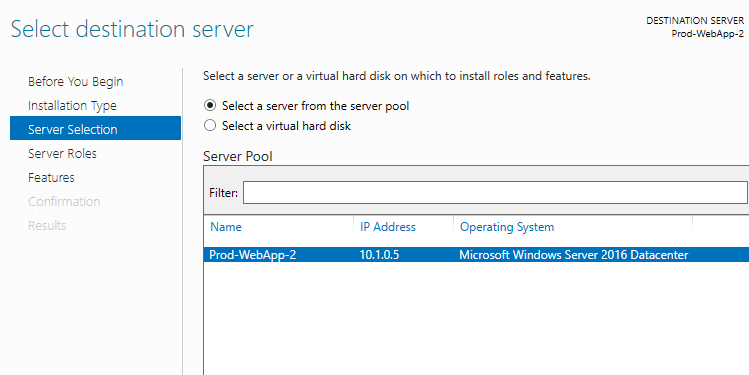 Select destination server
DESTINATION SERVER
Prod-WebApp-2
Before You Begin
Installation Type
Server Selection
Server Roles
Features
Confirmation
Results
Select a server or a virtual hard disk on which to install roles and features.
Select a server from the server pool
Select a virtual hard disk
Server Pool
Filter:
Name IP Address Operating System
Prod-WebApp-2 10.1.0.5 Microsoft Windows Server 2016 Datacenter